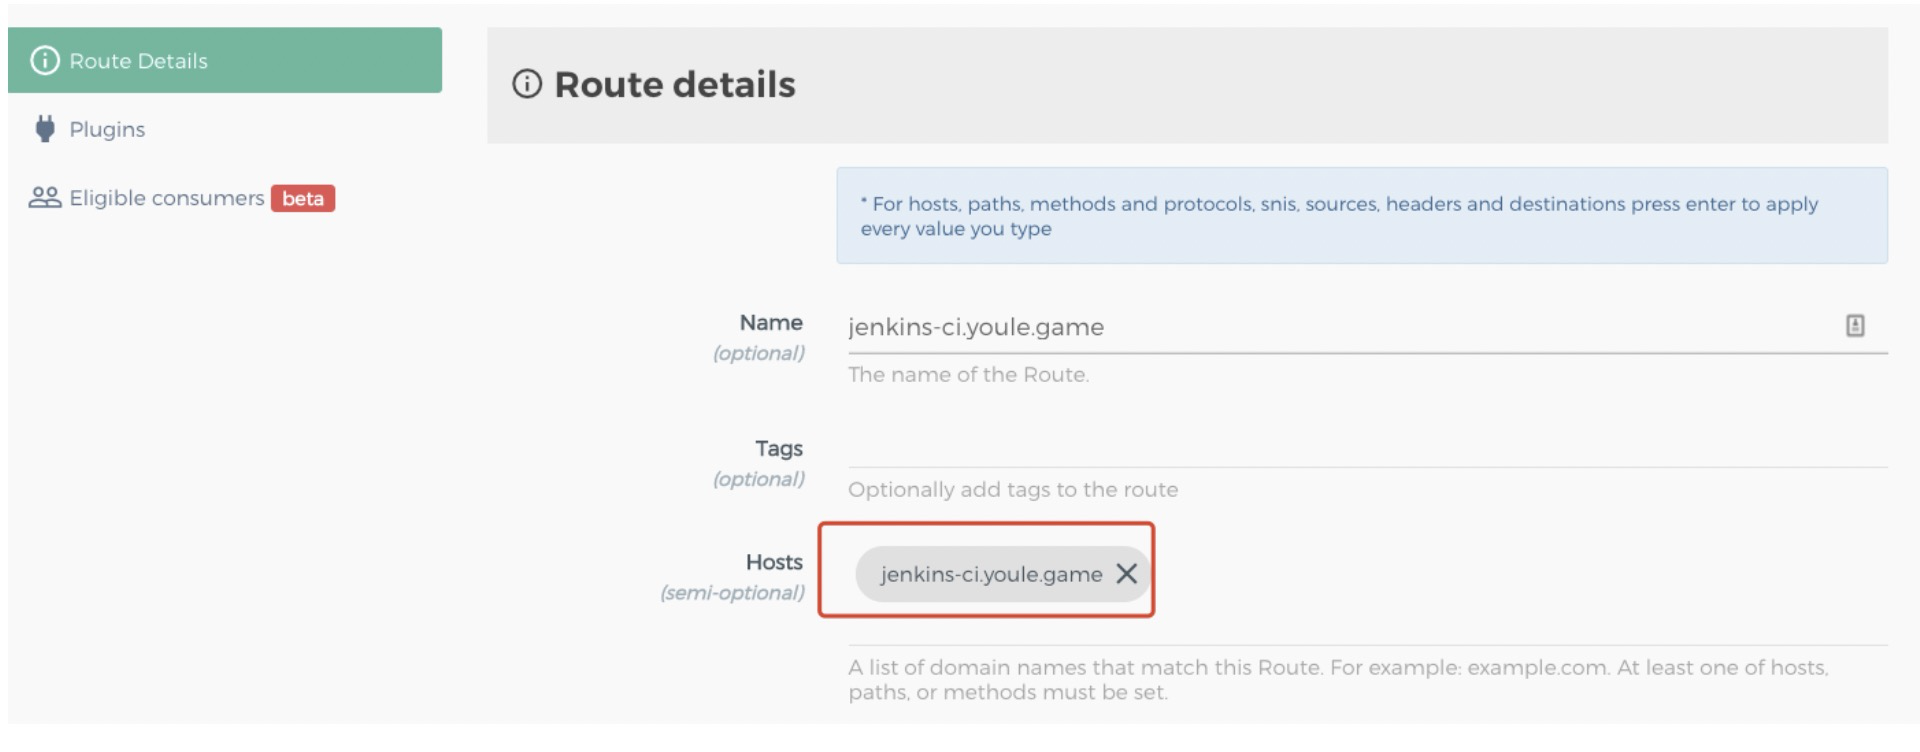 Route Details
Plugins
Eligible consumers beta
Route details
* For hosts, paths, methods and protocols, snis, sources, headers and destinations press enter to apply
every value you type
Name
(optional)
jenkins-ci.youle.game
The name of the Route.
Tags
(optional)
Optionally add tags to the route
Hosts
(semi-optional)
jenkins-ci.youle.game
A list of domain names that match this Route. For example: example.com. At least one of hosts,
paths, or methods must be set.